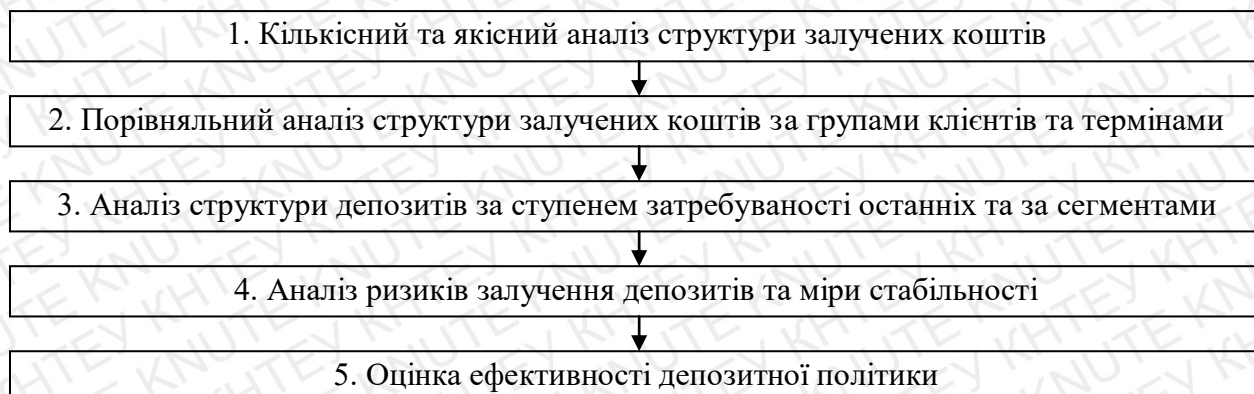 1. Кількісний та якісний аналіз структури залучених коштів
2. Порівняльний аналіз структури залучених коштів за групами клієнтів та термінами
3. Аналіз структури депозитів за ступенем затребуваності останніх та за сегментами
4. Аналіз ризиків залучення депозитів та міри стабільності
5. Оцінка ефективності депозитної політики